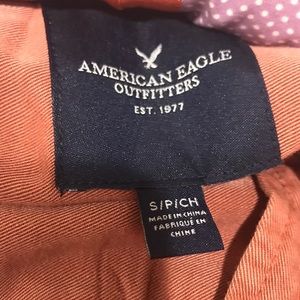 AMERICAN EAGLE
OUTFITTERS
EST. 1977
S/P/CH
MADE IN CHINA
FABRIQUÉ EN
CHINE